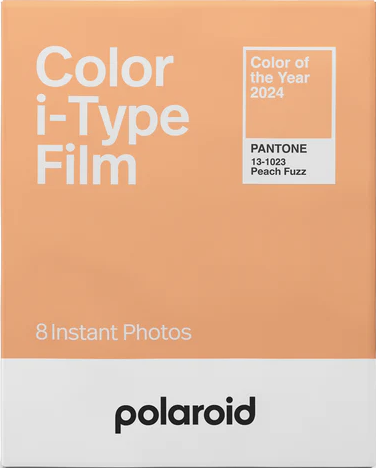 Color
i-Type
Film
Color of
the Year
2024
PANTONE
13-1023
Peach Fuzz
8 Instant Photos
polaroid